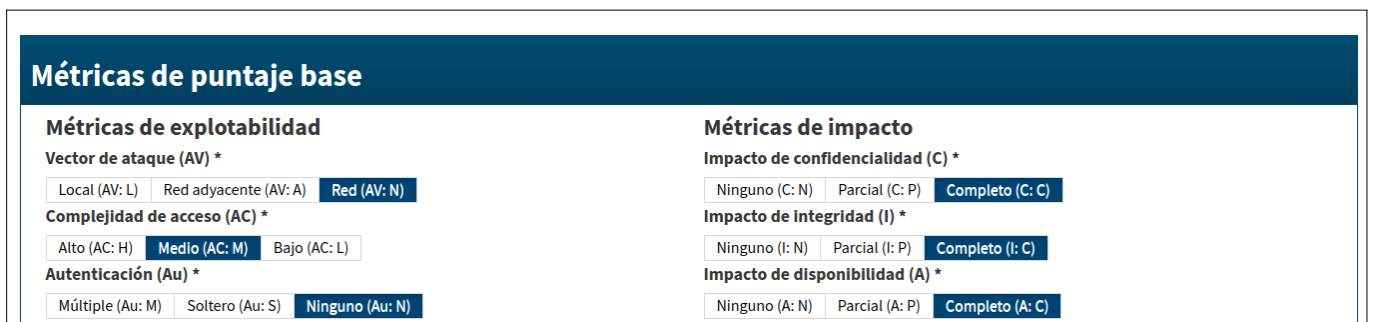 Métricas de puntaje base
Métricas de explotabilidad
Vector de ataque (AV) *
Local (AV: L) Red adyacente (AV: A) Red (AV: N)
Complejidad de acceso (AC) *
Alto (AC: H) Medio (AC: M) Bajo (AC: L)
Autenticación (Au) *
Múltiple (Au: M) Soltero (Au: S) Ninguno (Au: N)
Métricas de impacto
Impacto de confidencialidad (C) *
Ninguno (C: N) Parcial (C: P) Completo (C: C)
Impacto de integridad (I) *
Ninguno (I: N) Parcial (I: P) Completo (I: C)
Impacto de disponibilidad (A) *
Ninguno (A: N) Parcial (A: P) Completo (A: C)